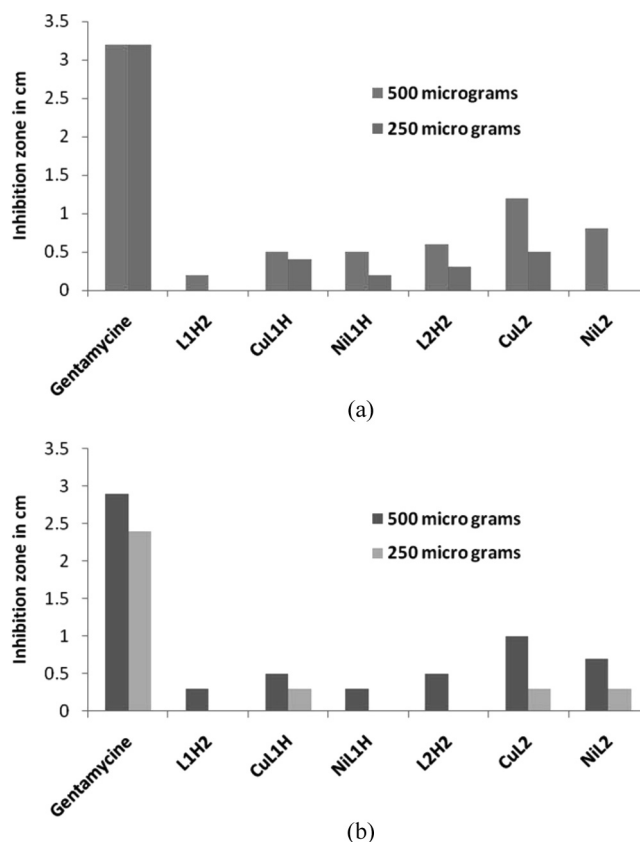 3.5
3
2.5
2
1.5
1
0.5
0
Inhibition zone in cm
500 micrograms
250 micro grams
Gentamycine
L1H2
CuL1H
NiL1H
L2H2
CuL2
NiL2
(a)
3.5
3
2.5
2
1.5
1
0.5
0
Inhibition zone in cm
500 micro grams
250 micro grams
Gentamycine
L1H2
CuL1H
NiL1H
L2H2
CuL2
NiL2
(b)